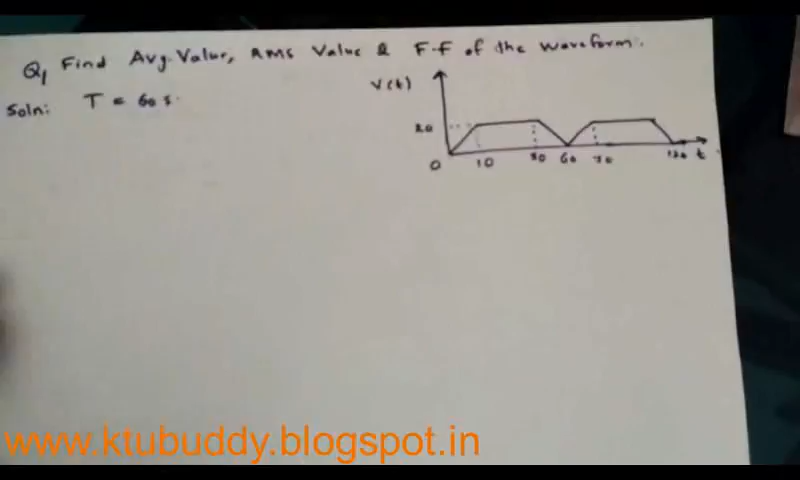 Q1 Find Avg. Value, RMS Value & F.F of the waveform.
Soln: T = 60 s.
V(t)
20
0 10 50 60 70 120 t
www.ktubuddy.blogspot.in